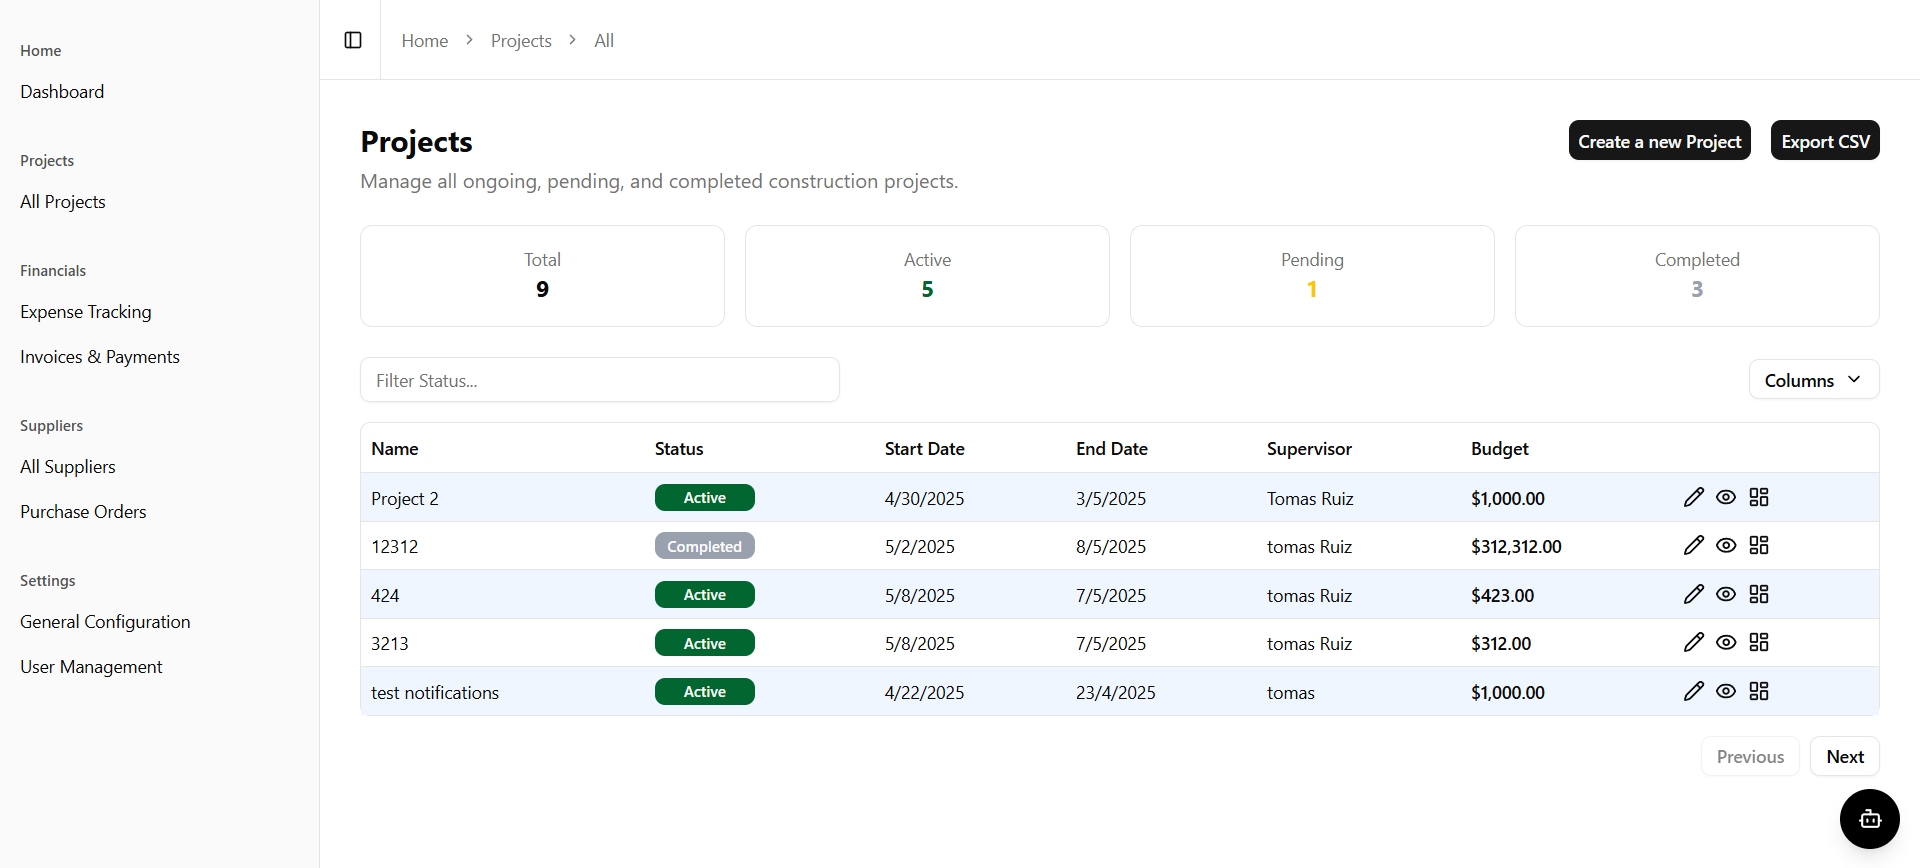 Home
Dashboard
Projects
All Projects
Financials
Expense Tracking
Invoices & Payments
Suppliers
All Suppliers
Purchase Orders
Settings
General Configuration
User Management
Home > Projects > All
Projects
Create a new Project
Export CSV
Manage all ongoing, pending, and completed construction projects.
Total
9
Active
5
Pending
1
Completed
3
Filter Status...
Columns
Name Status Start Date End Date Supervisor Budget
Project 2 Active 4/30/2025 3/5/2025 Tomas Ruiz $1,000.00
12312 Completed 5/2/2025 8/5/2025 tomas Ruiz $312,312.00
424 Active 5/8/2025 7/5/2025 tomas Ruiz $423.00
3213 Active 5/8/2025 7/5/2025 tomas Ruiz $312.00
test notifications Active 4/22/2025 23/4/2025 tomas $1,000.00
Previous Next